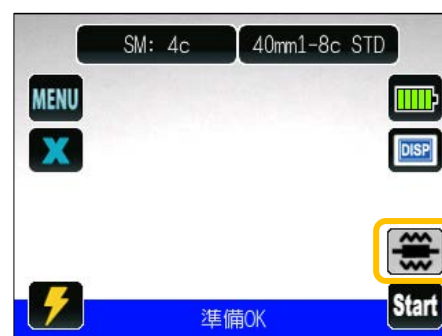 SM: 4c 40mm1-8c STD
MENU
X
DISP
準備OK
Start